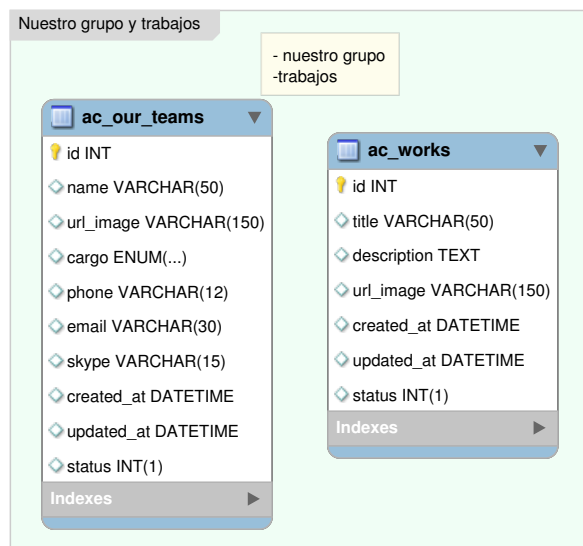 Nuestro grupo y trabajos
- nuestro grupo
-trabajos
ac_our_teams
id INT
name VARCHAR(50)
url_image VARCHAR(150)
cargo ENUM(...)
phone VARCHAR(12)
email VARCHAR(30)
skype VARCHAR(15)
created_at DATETIME
updated_at DATETIME
status INT(1)
Indexes
ac_works
id INT
title VARCHAR(50)
description TEXT
url_image VARCHAR(150)
created_at DATETIME
updated_at DATETIME
status INT(1)
Indexes